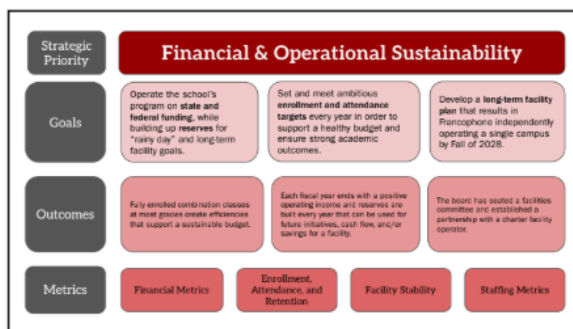 Strategic
Priority
Financial & Operational Sustainability
Goals
Operate the school's
program on state and
federal funding, while
building up reserves for
"rainy day" and long-term
facility goals.
Set and meet ambitious
enrollment and attendance
targets every year in order to
support a healthy budget and
ensure strong academic
outcomes.
Develop a long-term facility
plan that results in
Francophone independently
operating a single campus
by Fall of 2028.
Outcomes
Fully enrolled combination classes
at most grades create efficiencies
that support a sustainable budget.
Each fiscal year ends with a positive
operating income and reserves are
built every year that can be used for
future initiatives, cash flow, and/or
savings for a facility.
The board has seated a facilities
committee and established a
partnership with a charter facility
operator.
Metrics
Financial Metrics
Enrollment,
Attendance, and
Retention
Facility Stability
Staffing Metrics